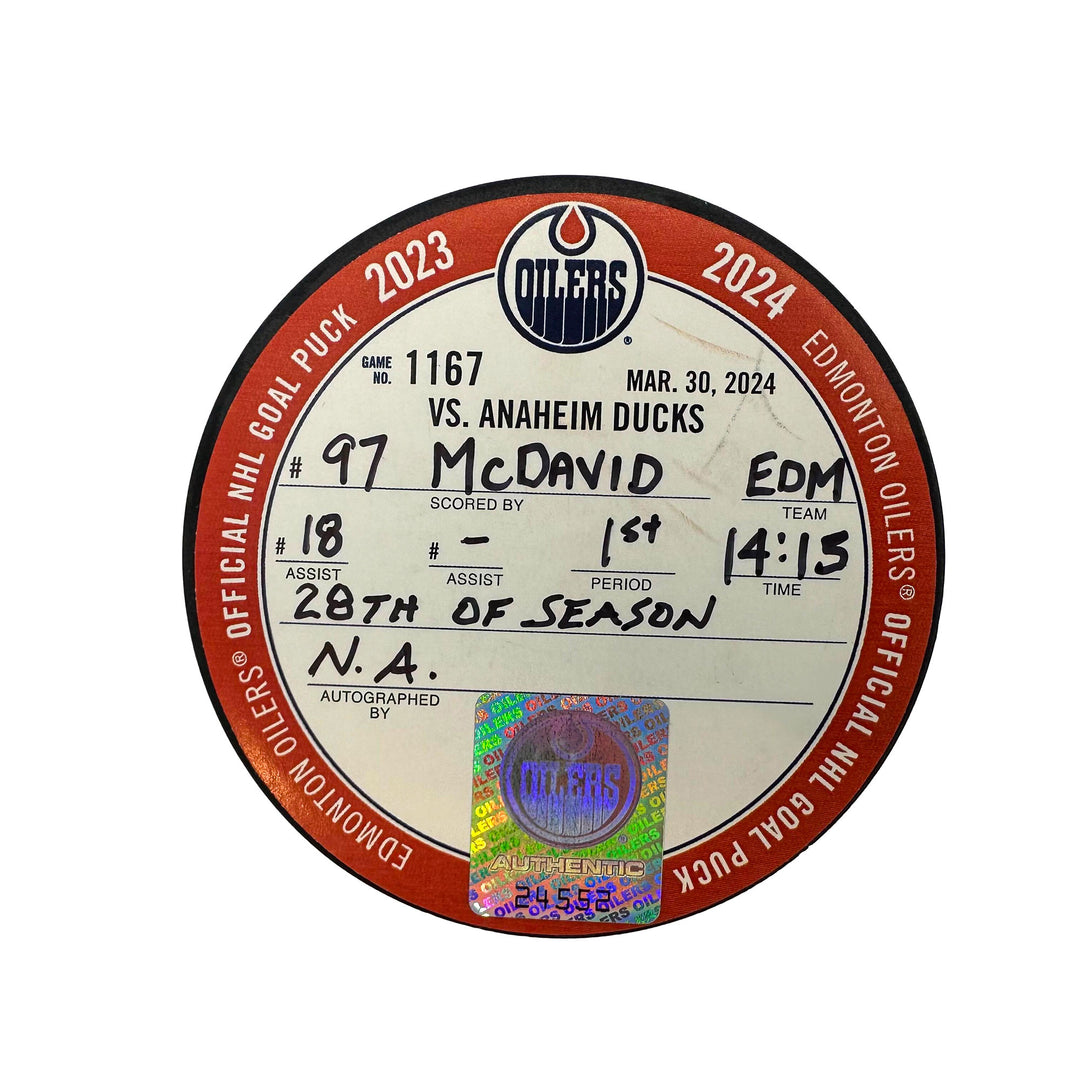 2023
2024
OILERS
EDMONTON OILERS® OFFICIAL NHL GOAL PUCK
EDMONTON OILERS® OFFICIAL NHL GOAL PUCK
GAME NO. 1167
MAR. 30, 2024
VS. ANAHEIM DUCKS
# 97 McDAVID EDM
SCORED BY TEAM
# 18 # - 1st 14:15
ASSIST ASSIST PERIOD TIME
28TH OF SEASON
N.A.
AUTOGRAPHED
BY
OILERS
AUTHENTIC
24592